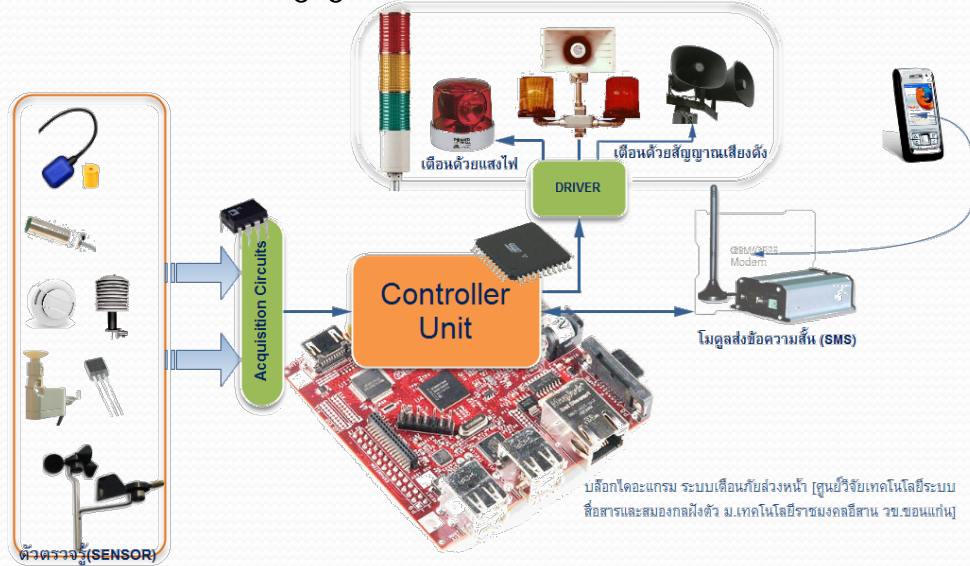 เตือนด้วยแสงไฟ
เตือนด้วยสัญญาณเสียงดัง
DRIVER
Acquisition Circuits
Controller
Unit
GSM/GPRS
Modem
โมดูลส่งข้อความสั้น (SMS)
บล๊อกไดอะแกรม ระบบเตือนภัยล่วงหน้า [ศูนย์วิจัยเทคโนโลยีระบบ
สื่อสารและสมองกลฝังตัว ม.เทคโนโลยีราชมงคลอีสาน วข.ขอนแก่น]
ตัวตรวจรู้(SENSOR)